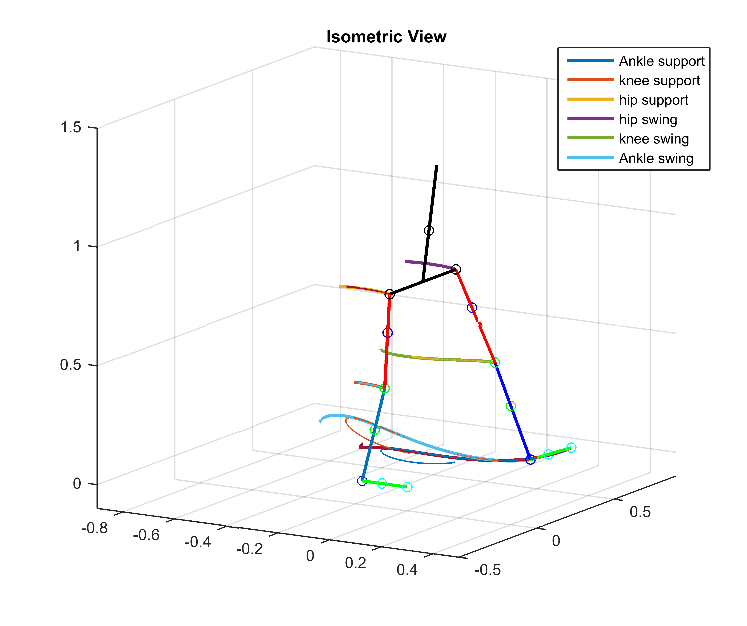 Isometric View
Ankle support
knee support
hip support
hip swing
knee swing
Ankle swing
1.5
1
0.5
0
-0.8
-0.6
-0.4
-0.2
0
0.2
0.4
-0.5
0
0.5